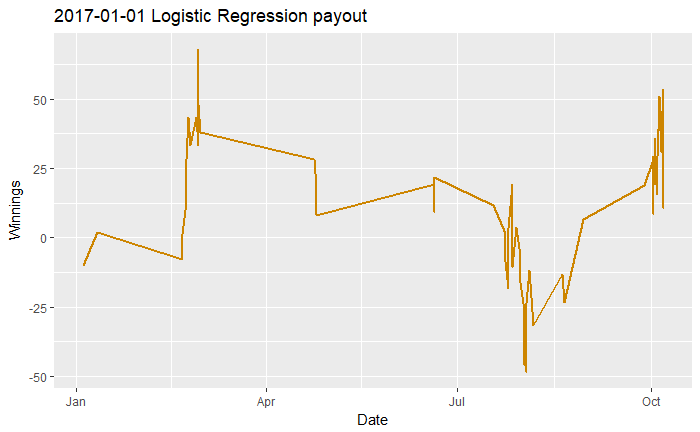 2017-01-01 Logistic Regression payout
Winnings
50
25
0
-25
-50
Jan Apr Jul Oct
Date